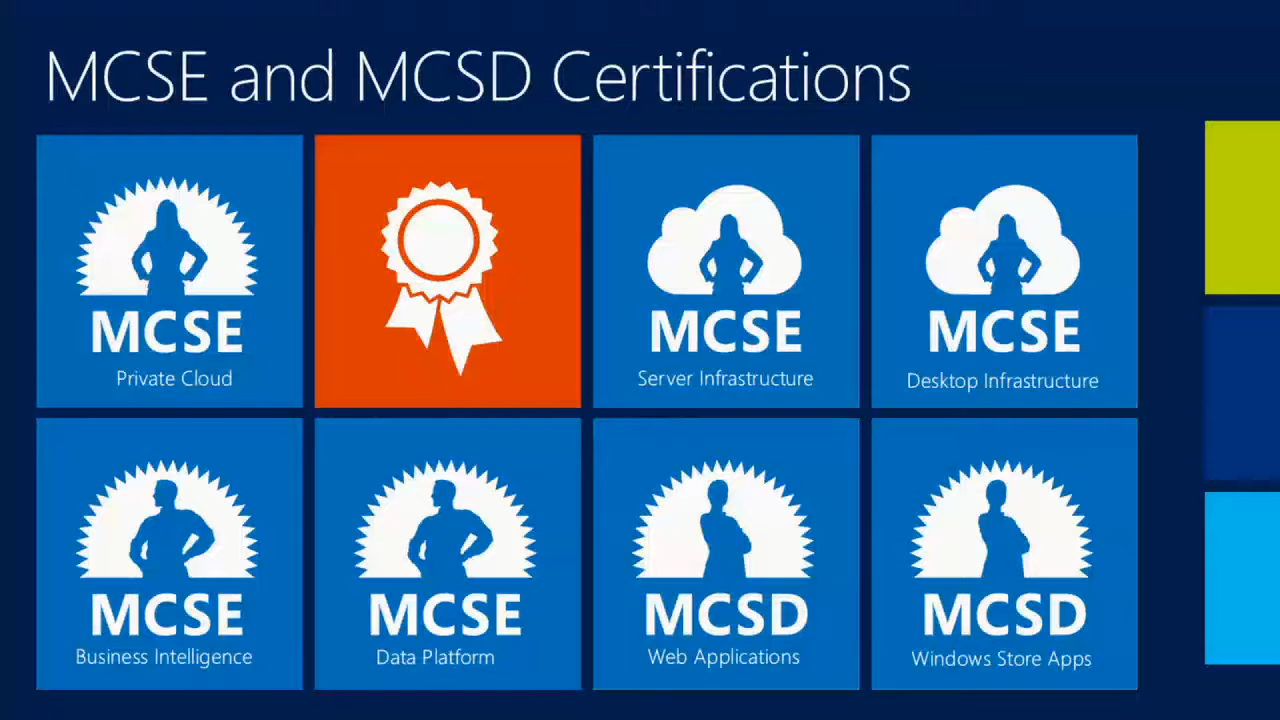 MCSE and MCSD Certifications
MCSE
Private Cloud
MCSE
Server Infrastructure
MCSE
Desktop Infrastructure
MCSE
Business Intelligence
MCSE
Data Platform
MCSD
Web Applications
MCSD
Windows Store Apps